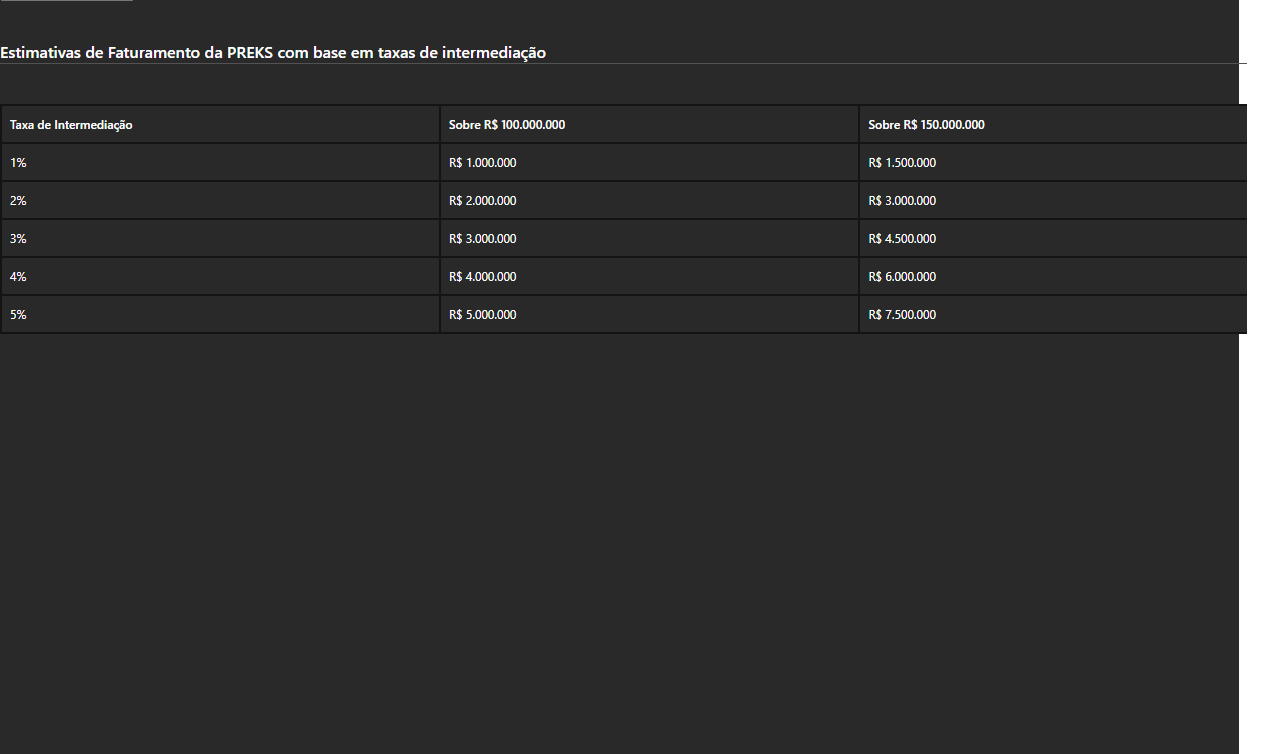 Estimativas de Faturamento da PREKS com base em taxas de intermediação
Taxa de Intermediação Sobre R$ 100.000.000 Sobre R$ 150.000.000
1% R$ 1.000.000 R$ 1.500.000
2% R$ 2.000.000 R$ 3.000.000
3% R$ 3.000.000 R$ 4.500.000
4% R$ 4.000.000 R$ 6.000.000
5% R$ 5.000.000 R$ 7.500.000